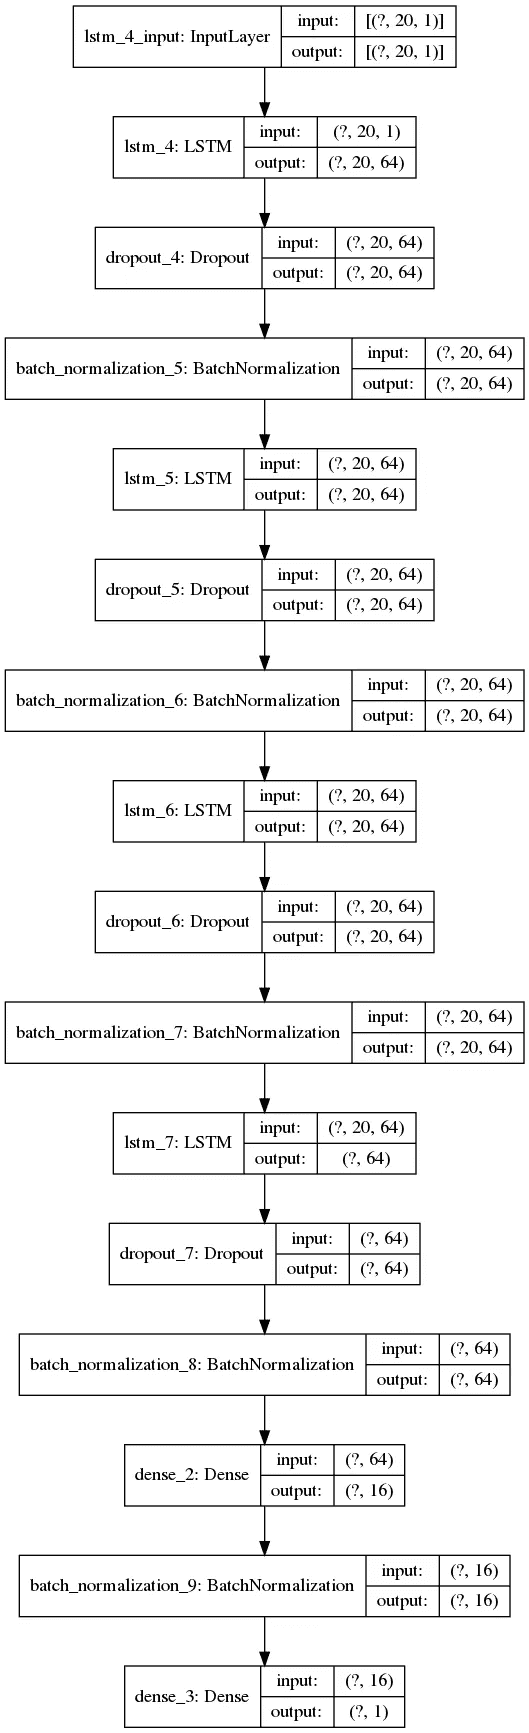 lstm_4_input: InputLayer
input: [(?, 20, 1)]
output: [(?, 20, 1)]
lstm_4: LSTM
input: (?, 20, 1)
output: (?, 20, 64)
dropout_4: Dropout
input: (?, 20, 64)
output: (?, 20, 64)
batch_normalization_5: BatchNormalization
input: (?, 20, 64)
output: (?, 20, 64)
lstm_5: LSTM
input: (?, 20, 64)
output: (?, 20, 64)
dropout_5: Dropout
input: (?, 20, 64)
output: (?, 20, 64)
batch_normalization_6: BatchNormalization
input: (?, 20, 64)
output: (?, 20, 64)
lstm_6: LSTM
input: (?, 20, 64)
output: (?, 20, 64)
dropout_6: Dropout
input: (?, 20, 64)
output: (?, 20, 64)
batch_normalization_7: BatchNormalization
input: (?, 20, 64)
output: (?, 20, 64)
lstm_7: LSTM
input: (?, 20, 64)
output: (?, 64)
dropout_7: Dropout
input: (?, 64)
output: (?, 64)
batch_normalization_8: BatchNormalization
input: (?, 64)
output: (?, 64)
dense_2: Dense
input: (?, 64)
output: (?, 16)
batch_normalization_9: BatchNormalization
input: (?, 16)
output: (?, 16)
dense_3: Dense
input: (?, 16)
output: (?, 1)